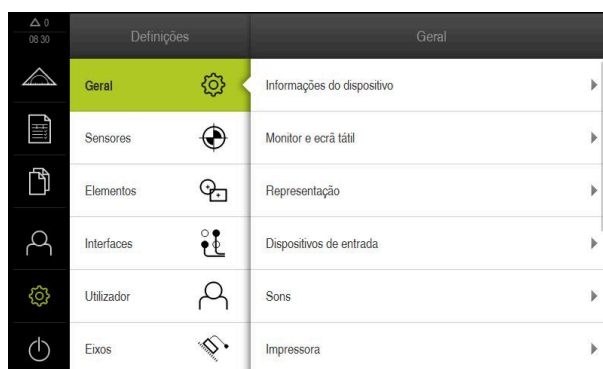 0
08 30
Definições
Geral
Geral
Informações do dispositivo
Sensores
Monitor e ecrã tátil
Elementos
Representação
Interfaces
Dispositivos de entrada
Utilizador
Sons
Eixos
Impressora